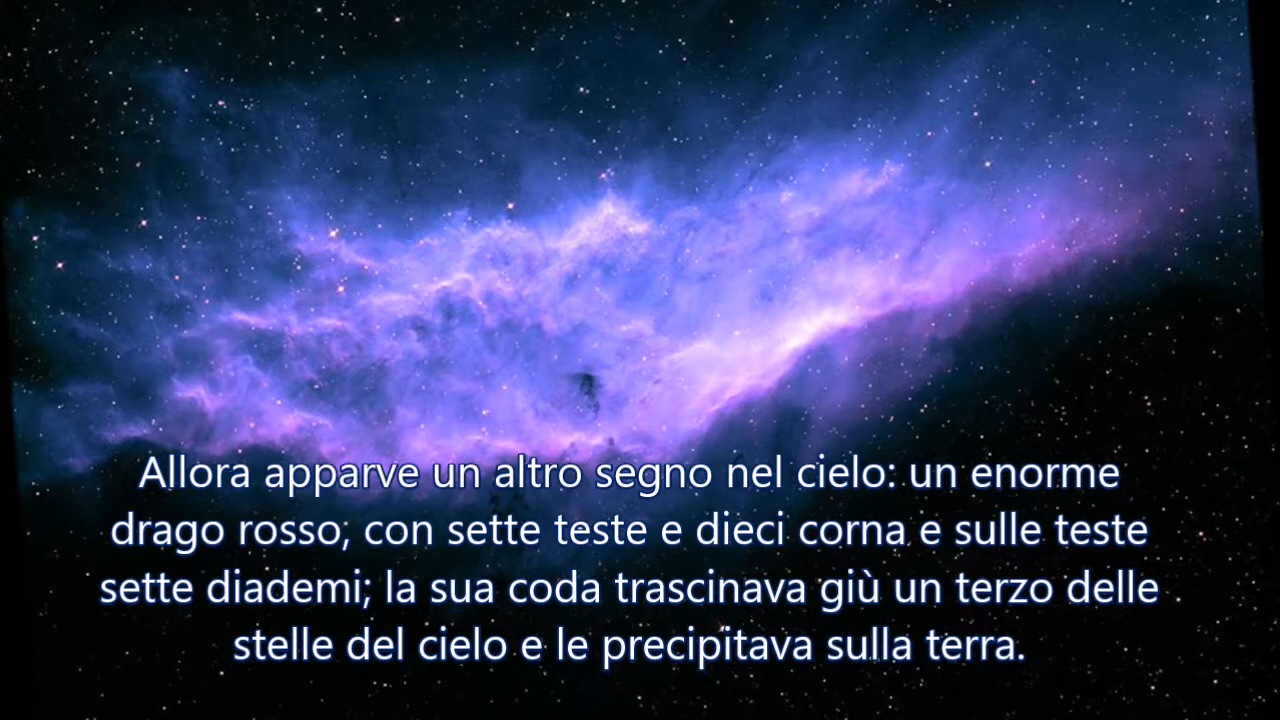 Allora apparve un altro segno nel cielo: un enorme
drago rosso, con sette teste e dieci corna e sulle teste
sette diademi; la sua coda trascinava giù un terzo delle
stelle del cielo e le precipitava sulla terra.